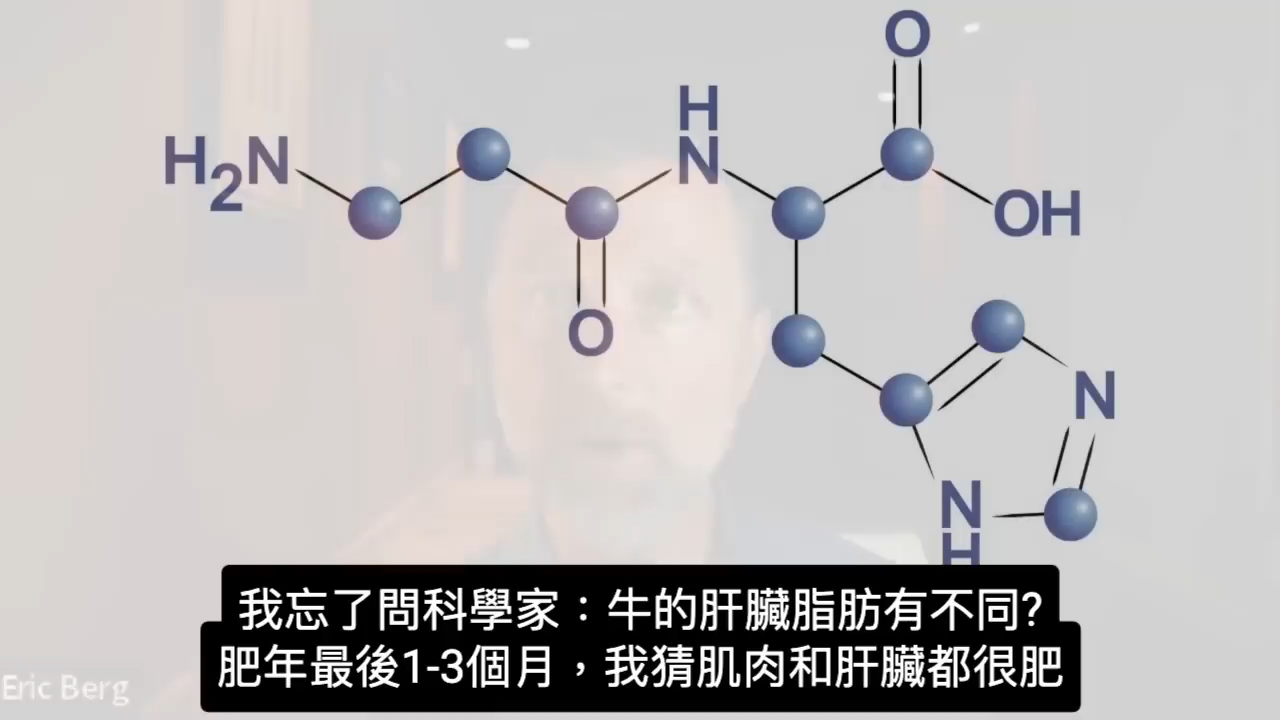 O
H
H2N
N
OH
O
N
N
H
我忘了問科學家：牛的肝臟脂肪有不同?
肥年最後1-3個月，我猜肌肉和肝臟都很肥
Eric Berg